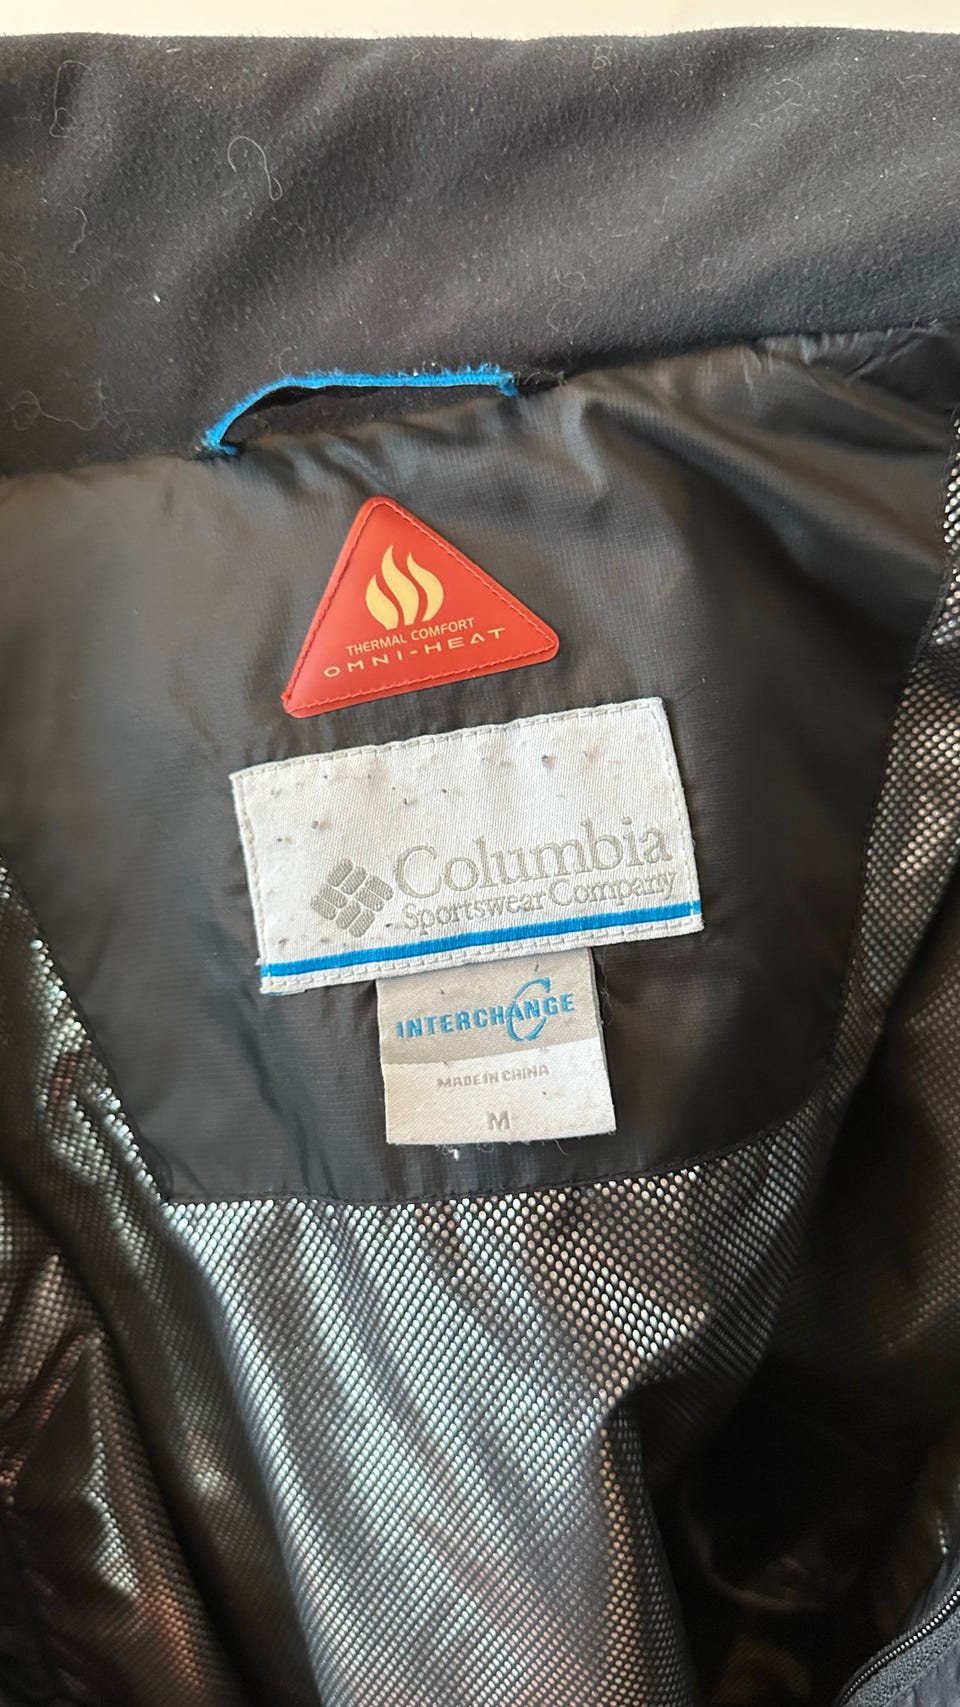 THERMAL COMFORT
OMNI-HEAT
Columbia
Sportswear Company
INTERCHANGE
MADE IN CHINA
M